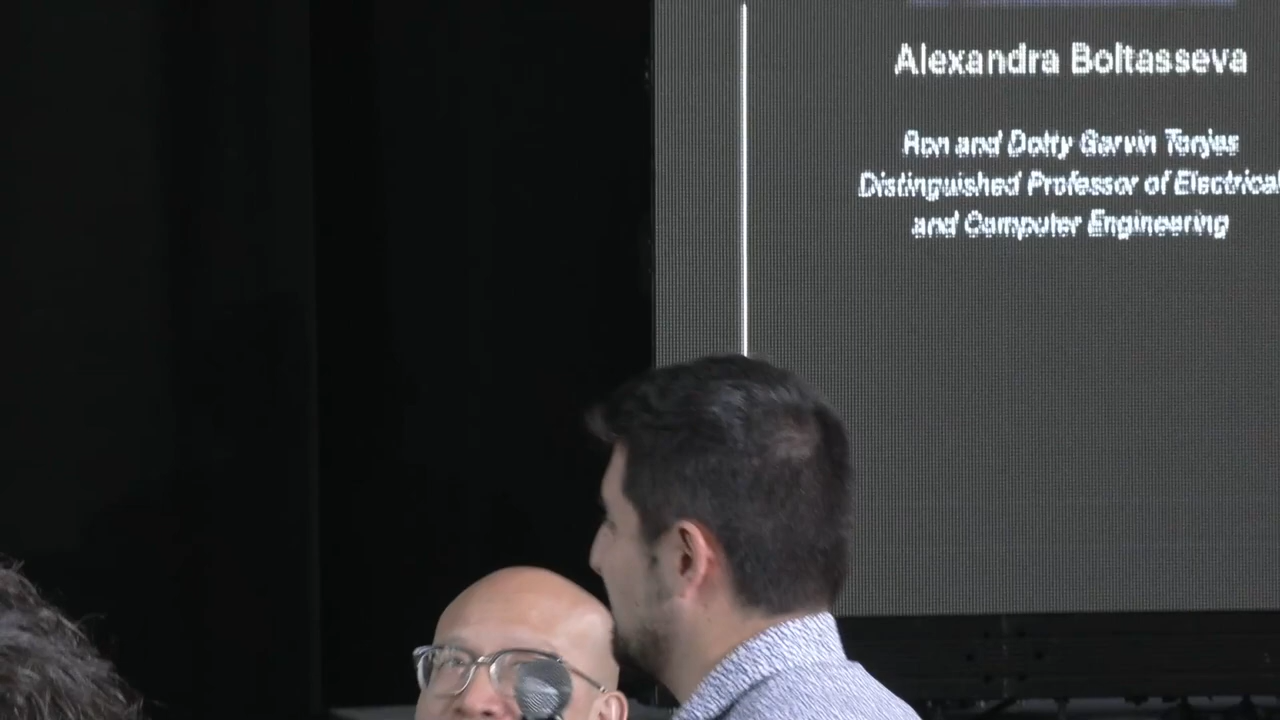 Alexandra Boltasseva
Ron and Dotty Garvin Tonjes
Distinguished Professor of Electrical
and Computer Engineering